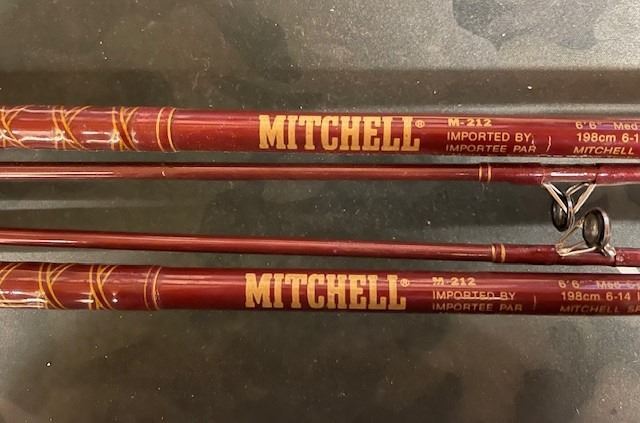 MITCHELL® M-212 6'6" Med
IMPORTED BY 198cm 6-1
IMPORTEE PAR MITCHELL
MITCHELL® M-212 6'6" Med
IMPORTED BY 198cm 6-14
IMPORTEE PAR MITCHELL